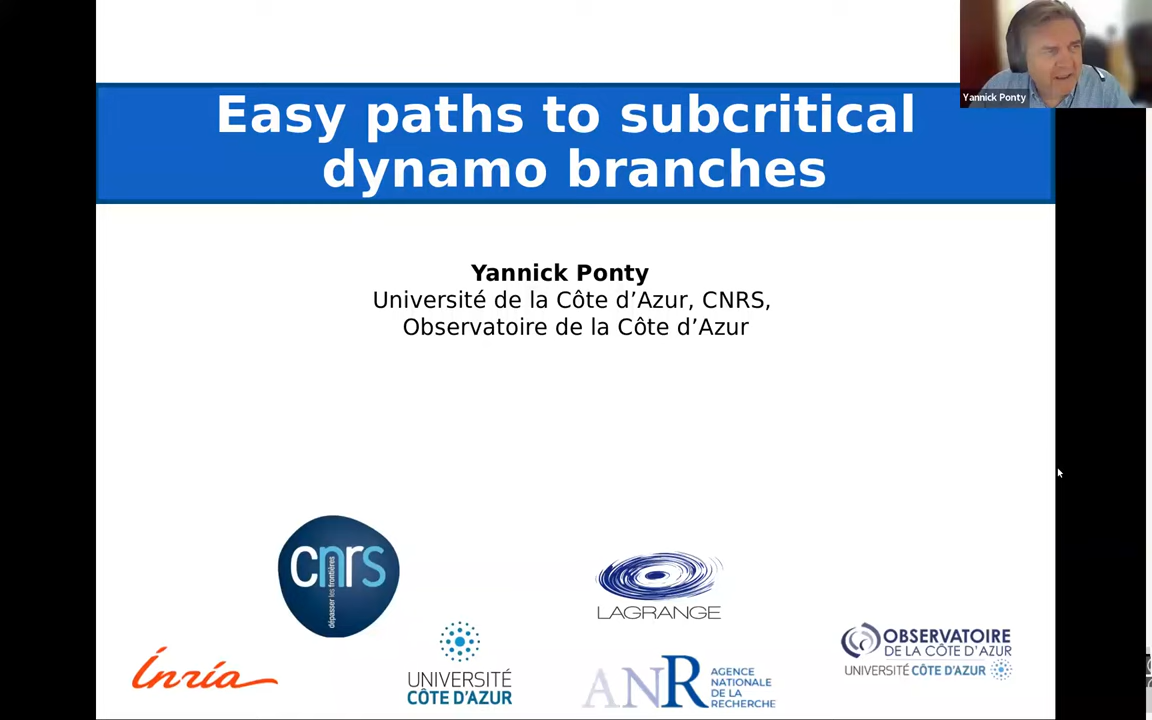 Yannick Ponty
Easy paths to subcritical
dynamo branches
Yannick Ponty
Université de la Côte d’Azur, CNRS,
Observatoire de la Côte d’Azur
cnrs
dépasser les frontières
LAGRANGE
Inria
UNIVERSITÉ
CÔTE D'AZUR
ANR
AGENCE
NATIONALE
DE LA
RECHERCHE
OBSERVATOIRE
DE LA CÔTE D'AZUR
UNIVERSITÉ CÔTE D'AZUR